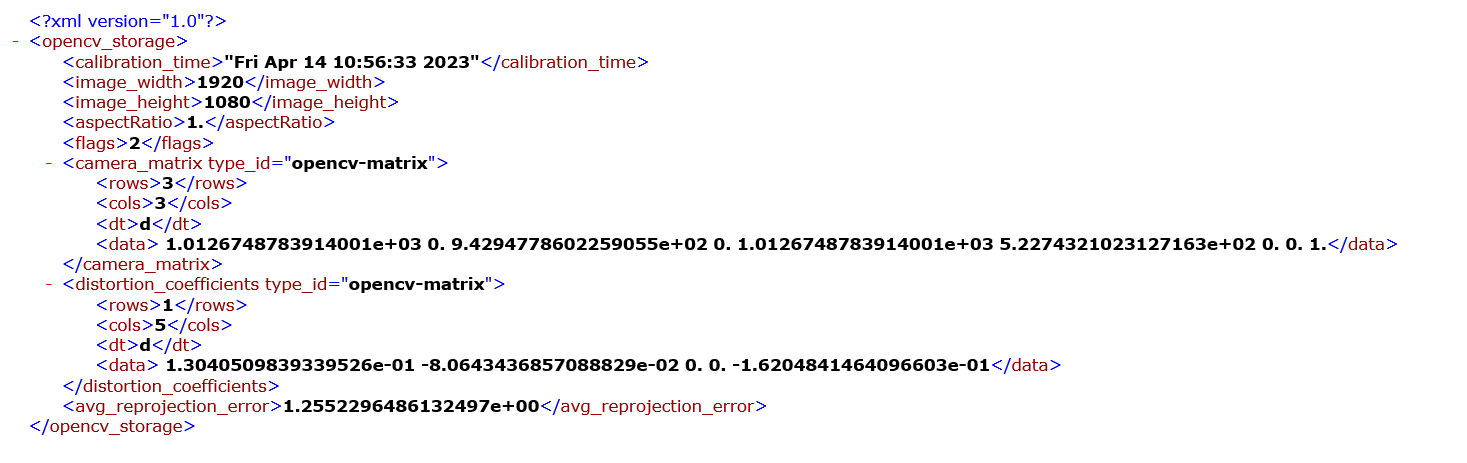 <?xml version="1.0"?>
- <opencv_storage>
<calibration_time>"Fri Apr 14 10:56:33 2023"</calibration_time>
<image_width>1920</image_width>
<image_height>1080</image_height>
<aspectRatio>1.</aspectRatio>
<flags>2</flags>
- <camera_matrix type_id="opencv-matrix">
<rows>3</rows>
<cols>3</cols>
<dt>d</dt>
<data> 1.0126748783914001e+03 0. 9.4294778602259055e+02 0. 1.0126748783914001e+03 5.2274321023127163e+02 0. 0. 1.</data>
</camera_matrix>
- <distortion_coefficients type_id="opencv-matrix">
<rows>1</rows>
<cols>5</cols>
<dt>d</dt>
<data> 1.3040509839339526e-01 -8.0643436857088829e-02 0. 0. -1.6204841464096603e-01</data>
</distortion_coefficients>
<avg_reprojection_error>1.2552296486132497e+00</avg_reprojection_error>
</opencv_storage>